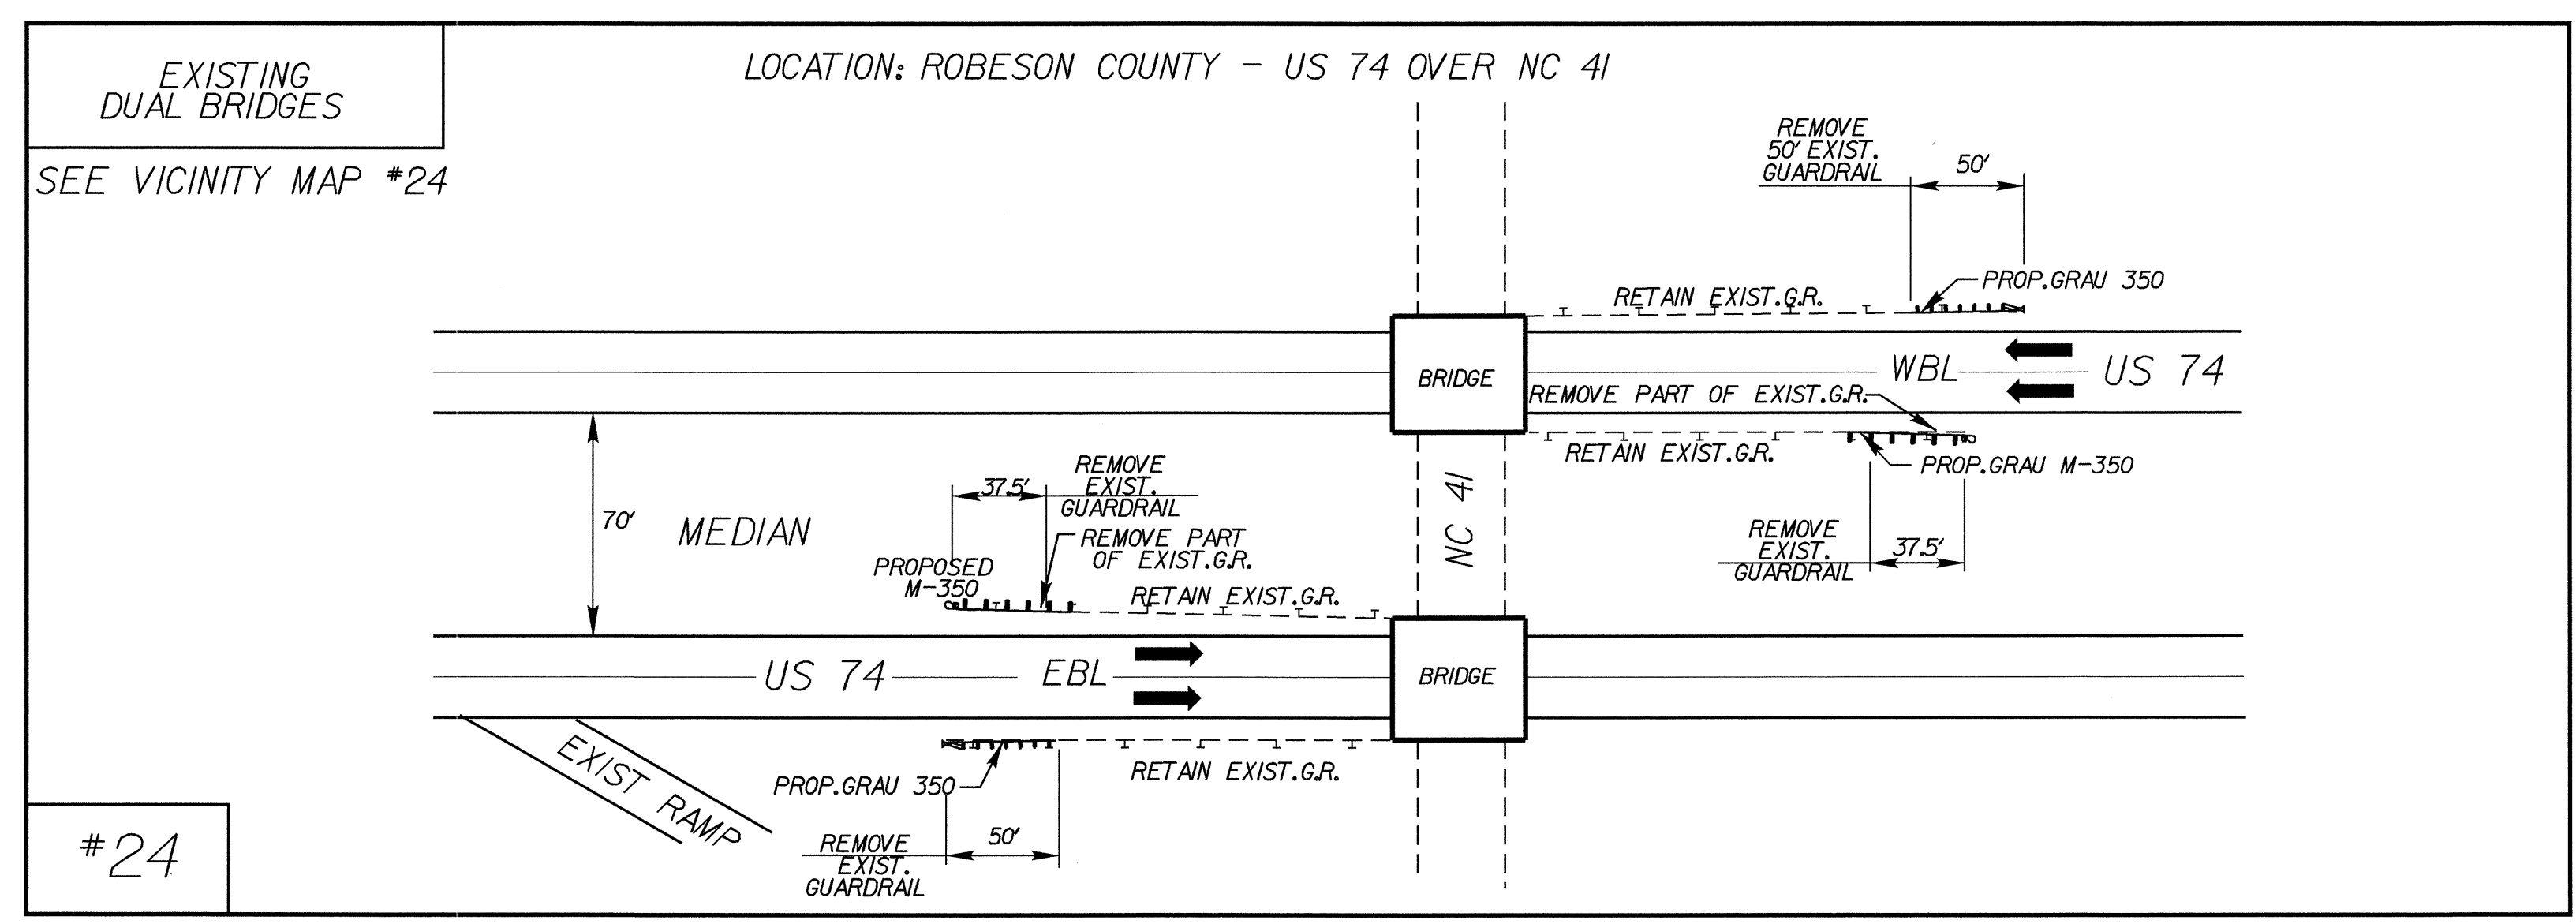 EXISTING
DUAL BRIDGES
LOCATION: ROBESON COUNTY - US 74 OVER NC 41
SEE VICINITY MAP #24
REMOVE
50' EXIST.
GUARDRAIL
50'
PROP. GRAU 350
RETAIN EXIST. G.R.
BRIDGE
WBL
US 74
REMOVE PART OF EXIST. G.R.
RETAIN EXIST. G.R.
PROP. GRAU M-350
REMOVE
EXIST.
GUARDRAIL
37.5'
NC 41
70'
MEDIAN
37.5'
REMOVE
EXIST.
GUARDRAIL
REMOVE PART
OF EXIST. G.R.
PROPOSED
M-350
RETAIN EXIST. G.R.
US 74
EBL
BRIDGE
EXIST RAMP
PROP. GRAU 350
RETAIN EXIST. G.R.
REMOVE
EXIST.
GUARDRAIL
50'
#24